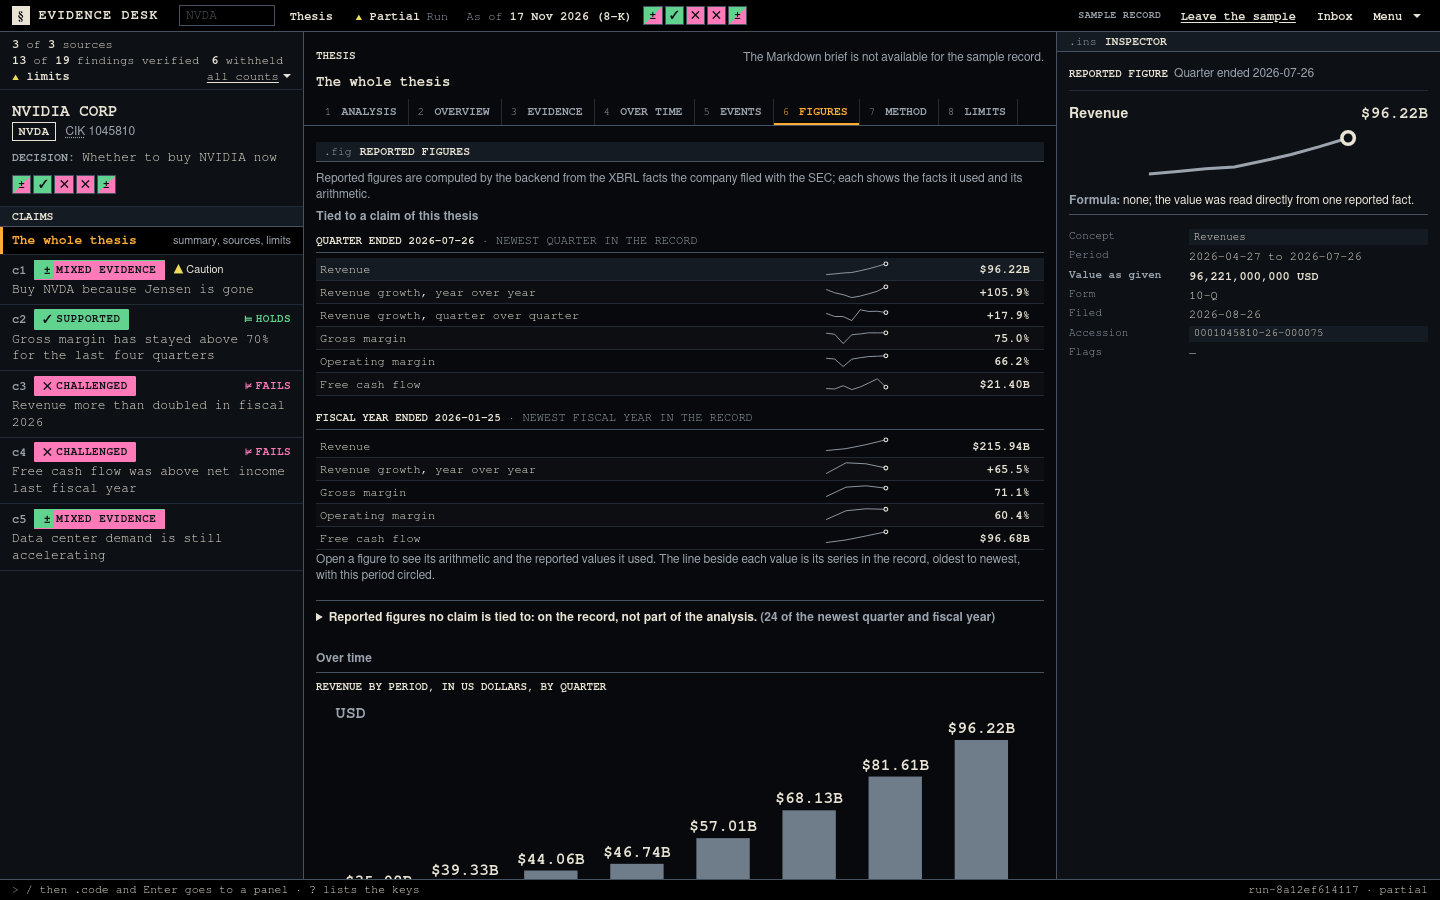 § EVIDENCE DESK NVDA Thesis ▲ Partial Run As of 17 Nov 2026 (8-K) ± ✓ ✕ ✕ ± SAMPLE RECORD Leave the sample Inbox Menu
3 of 3 sources
13 of 19 findings verified 6 withheld
▲ limits all counts
NVIDIA CORP
NVDA CIK 1045810
DECISION: Whether to buy NVIDIA now
± ✓ ✕ ✕ ±
CLAIMS
The whole thesis summary, sources, limits
c1 ± MIXED EVIDENCE Caution
Buy NVDA because Jensen is gone
c2 ✓ SUPPORTED ⊨ HOLDS
Gross margin has stayed above 70%
for the last four quarters
c3 ✕ CHALLENGED ⊭ FAILS
Revenue more than doubled in fiscal
2026
c4 ✕ CHALLENGED ⊭ FAILS
Free cash flow was above net income
last fiscal year
c5 ± MIXED EVIDENCE
Data center demand is still
accelerating
THESIS The Markdown brief is not available for the sample record.
The whole thesis
1 ANALYSIS 2 OVERVIEW 3 EVIDENCE 4 OVER TIME 5 EVENTS 6 FIGURES 7 METHOD 8 LIMITS
.fig REPORTED FIGURES
Reported figures are computed by the backend from the XBRL facts the company filed with the SEC; each shows the facts it used and its
arithmetic.
Tied to a claim of this thesis
QUARTER ENDED 2026-07-26 · NEWEST QUARTER IN THE RECORD
Revenue $96.22B
Revenue growth, year over year +105.9%
Revenue growth, quarter over quarter +17.9%
Gross margin 75.0%
Operating margin 66.2%
Free cash flow $21.40B
FISCAL YEAR ENDED 2026-01-25 · NEWEST FISCAL YEAR IN THE RECORD
Revenue $215.94B
Revenue growth, year over year +65.5%
Gross margin 71.1%
Operating margin 60.4%
Free cash flow $96.68B
Open a figure to see its arithmetic and the reported values it used. The line beside each value is its series in the record, oldest to newest,
with this period circled.
▶ Reported figures no claim is tied to: on the record, not part of the analysis. (24 of the newest quarter and fiscal year)
Over time
REVENUE BY PERIOD, IN US DOLLARS, BY QUARTER
USD
$96.22B
$81.61B
$68.13B
$57.01B
$46.74B
$44.06B
$39.33B
.ins INSPECTOR
REPORTED FIGURE Quarter ended 2026-07-26
Revenue $96.22B
Formula: none; the value was read directly from one reported fact.
Concept Revenues
Period 2026-04-27 to 2026-07-26
Value as given 96,221,000,000 USD
Form 10-Q
Filed 2026-08-26
Accession 0001045810-26-000075
Flags —
> / then .code and Enter goes to a panel · ? lists the keys run-8a12ef614117 · partial